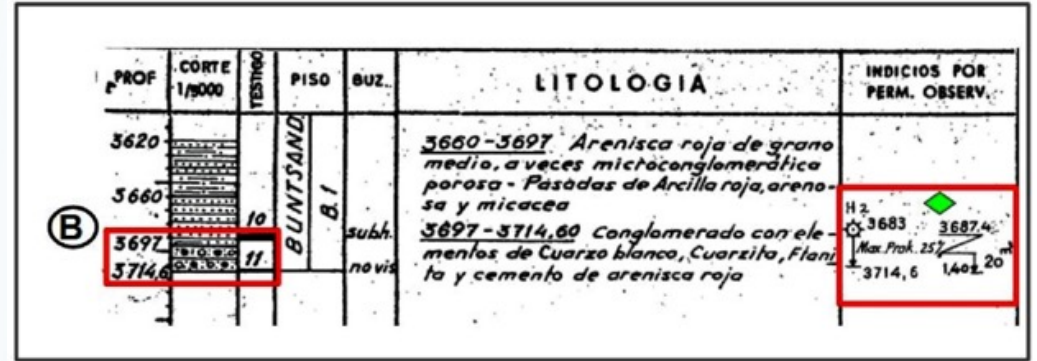 PROF
CORTE
1/5000
TESTIGO
PISO
BUZ.
LITOLOGIA
INDICIOS POR
PERM. OBSERV.
3620
3660
3697
3714,6
B
10
11
BUNTSAND
B.1
subh.
no vis
3660-3697 Arenisca roja de grano
medio, a veces microconglomerática
porosa - Pasadas de Arcilla roja, areno-
sa y micacea
3697-3714,60 Conglomerado con ele-
mentos de Cuarzo blanco, Cuarzita, Flani
ta y cemento de arenisca roja
H2
3683
3687.4
Max. Prok. 25%
3714,6
1,40
20